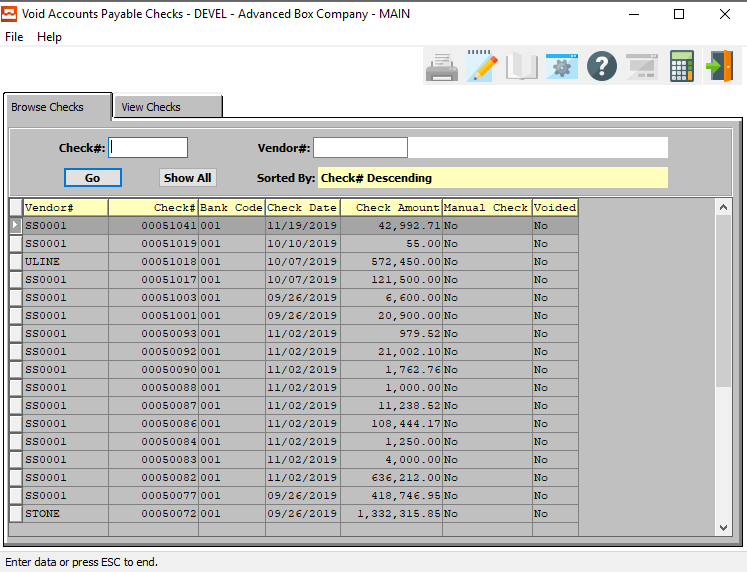 Void Accounts Payable Checks - DEVEL - Advanced Box Company - MAIN
File Help
Browse Checks View Checks
Check#: Vendor#:
Go Show All Sorted By: Check# Descending
Vendor# Check# Bank Code Check Date Check Amount Manual Check Voided
SS0001 00051041 001 11/19/2019 42,992.71 No No
SS0001 00051019 001 10/10/2019 55.00 No No
ULINE 00051018 001 10/07/2019 572,450.00 No No
SS0001 00051017 001 10/07/2019 121,500.00 No No
SS0001 00051003 001 09/26/2019 6,600.00 No No
SS0001 00051001 001 09/26/2019 20,900.00 No No
SS0001 00050093 001 11/02/2019 979.52 No No
SS0001 00050092 001 11/02/2019 21,002.10 No No
SS0001 00050090 001 11/02/2019 1,762.76 No No
SS0001 00050088 001 11/02/2019 1,000.00 No No
SS0001 00050087 001 11/02/2019 11,238.52 No No
SS0001 00050086 001 11/02/2019 108,444.17 No No
SS0001 00050084 001 11/02/2019 1,250.00 No No
SS0001 00050083 001 11/02/2019 4,000.00 No No
SS0001 00050082 001 11/02/2019 636,212.00 No No
SS0001 00050077 001 09/26/2019 418,746.95 No No
STONE 00050072 001 09/26/2019 1,332,315.85 No No
Enter data or press ESC to end.